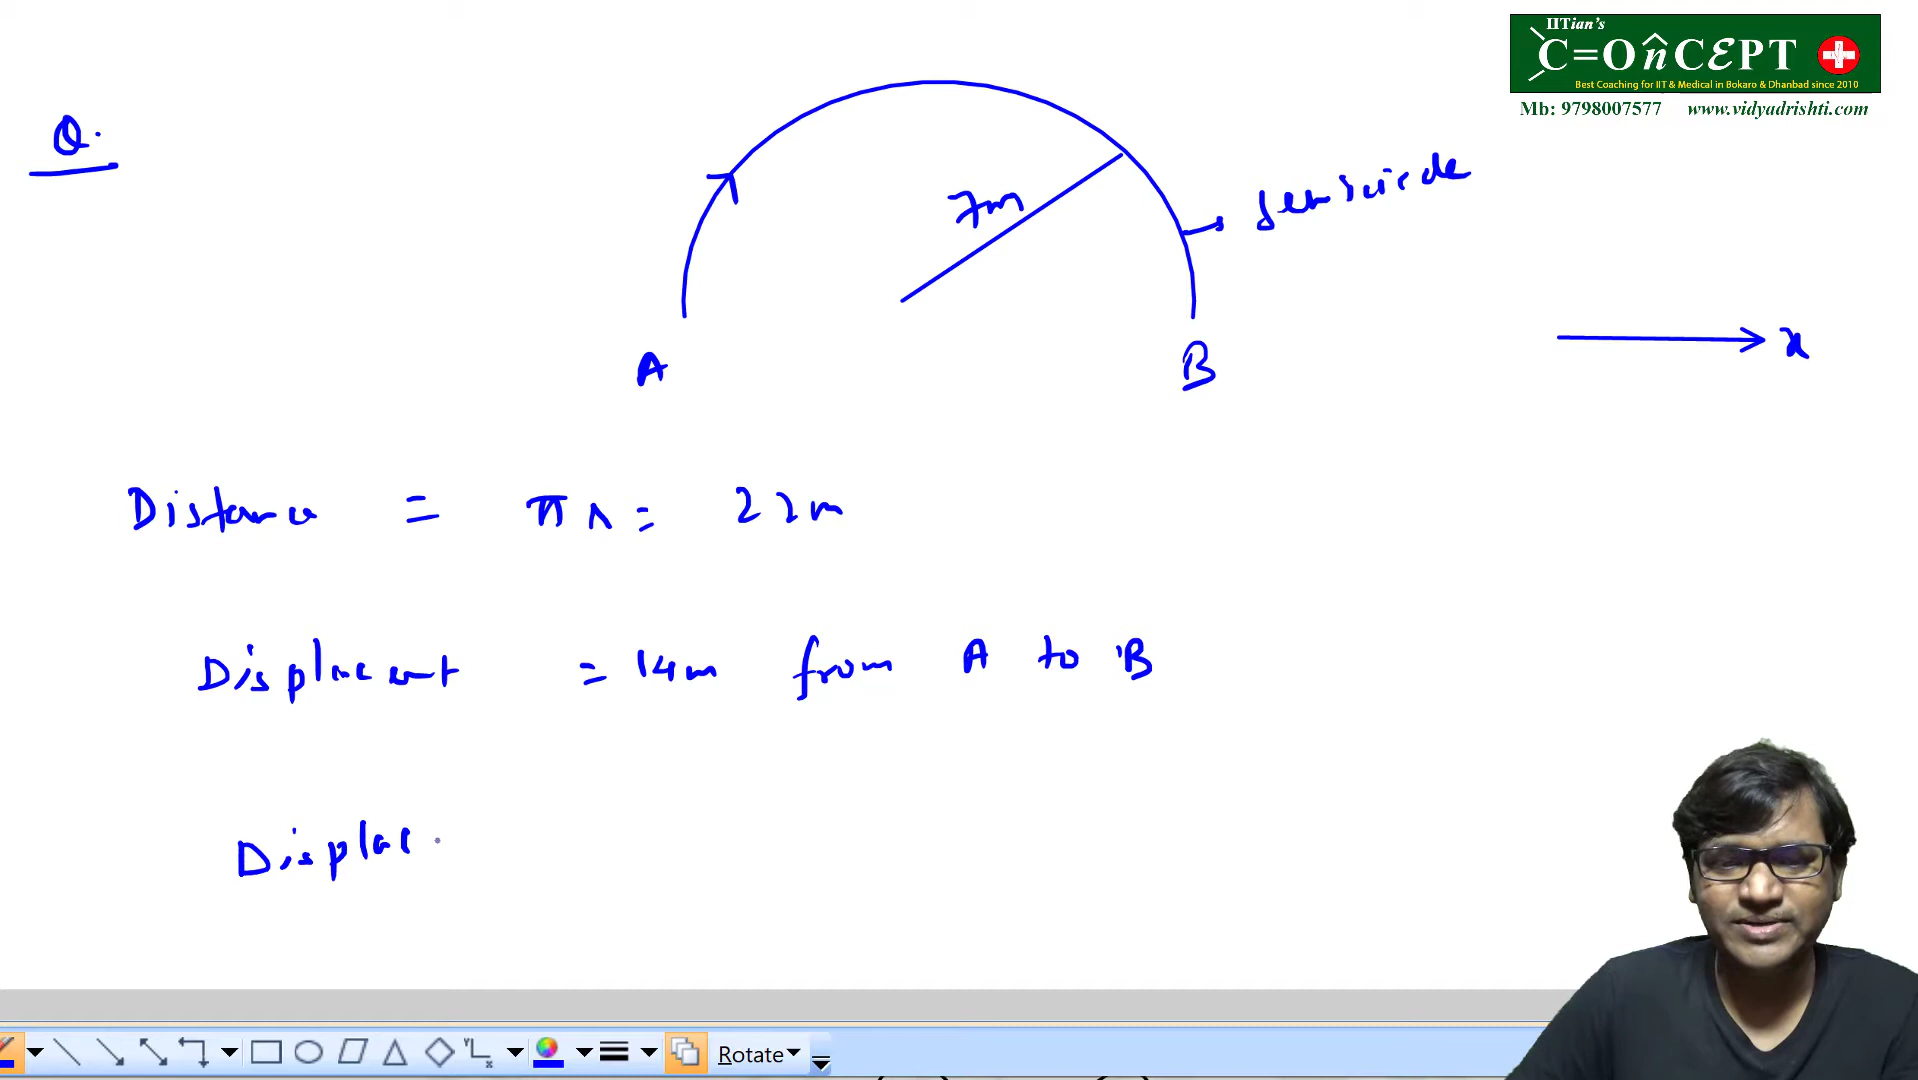 IITian's
C=OnCEPT
Best Coaching for IIT & Medical in Bokaro & Dhanbad since 2010
Mb: 9798007577 www.vidyadrishti.com
Q.
7m
semicircle
A
B
x
Distance = πr = 22m
Displacement = 14m from A to B
Displac
Rotate